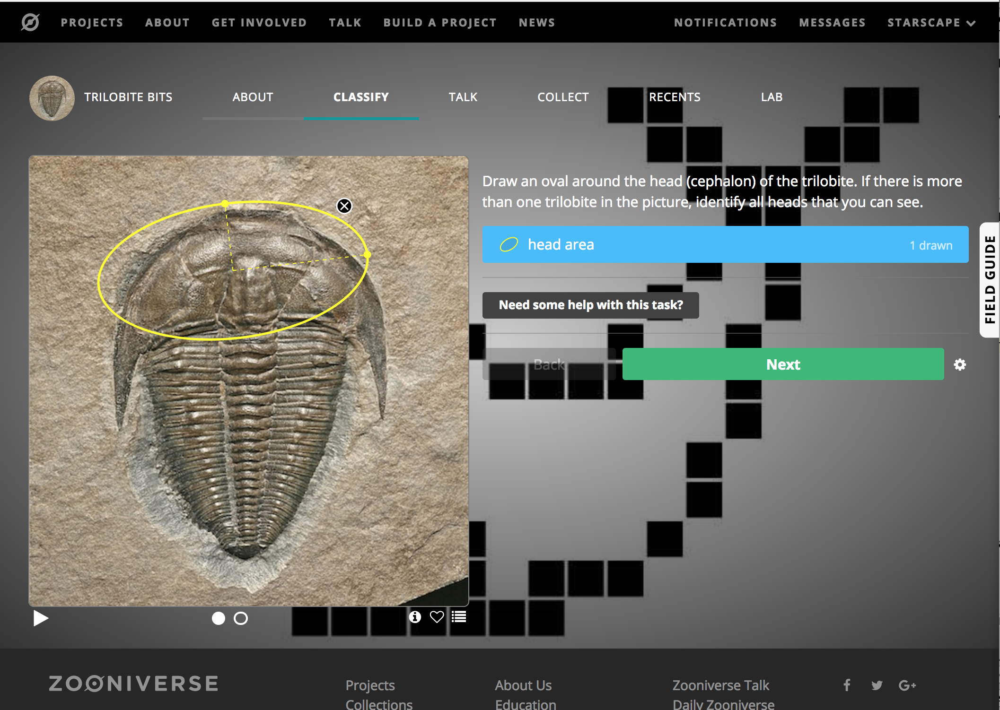 PROJECTS ABOUT GET INVOLVED TALK BUILD A PROJECT NEWS NOTIFICATIONS MESSAGES STARSCAPE
TRILOBITE BITS ABOUT CLASSIFY TALK COLLECT RECENTS LAB
Draw an oval around the head (cephalon) of the trilobite. If there is more
than one trilobite in the picture, identify all heads that you can see.
head area 1 drawn
FIELD GUIDE
Need some help with this task?
Back Next
ZOONIVERSE
Projects About Us Zooniverse Talk
Collections Education Daily Zooniverse